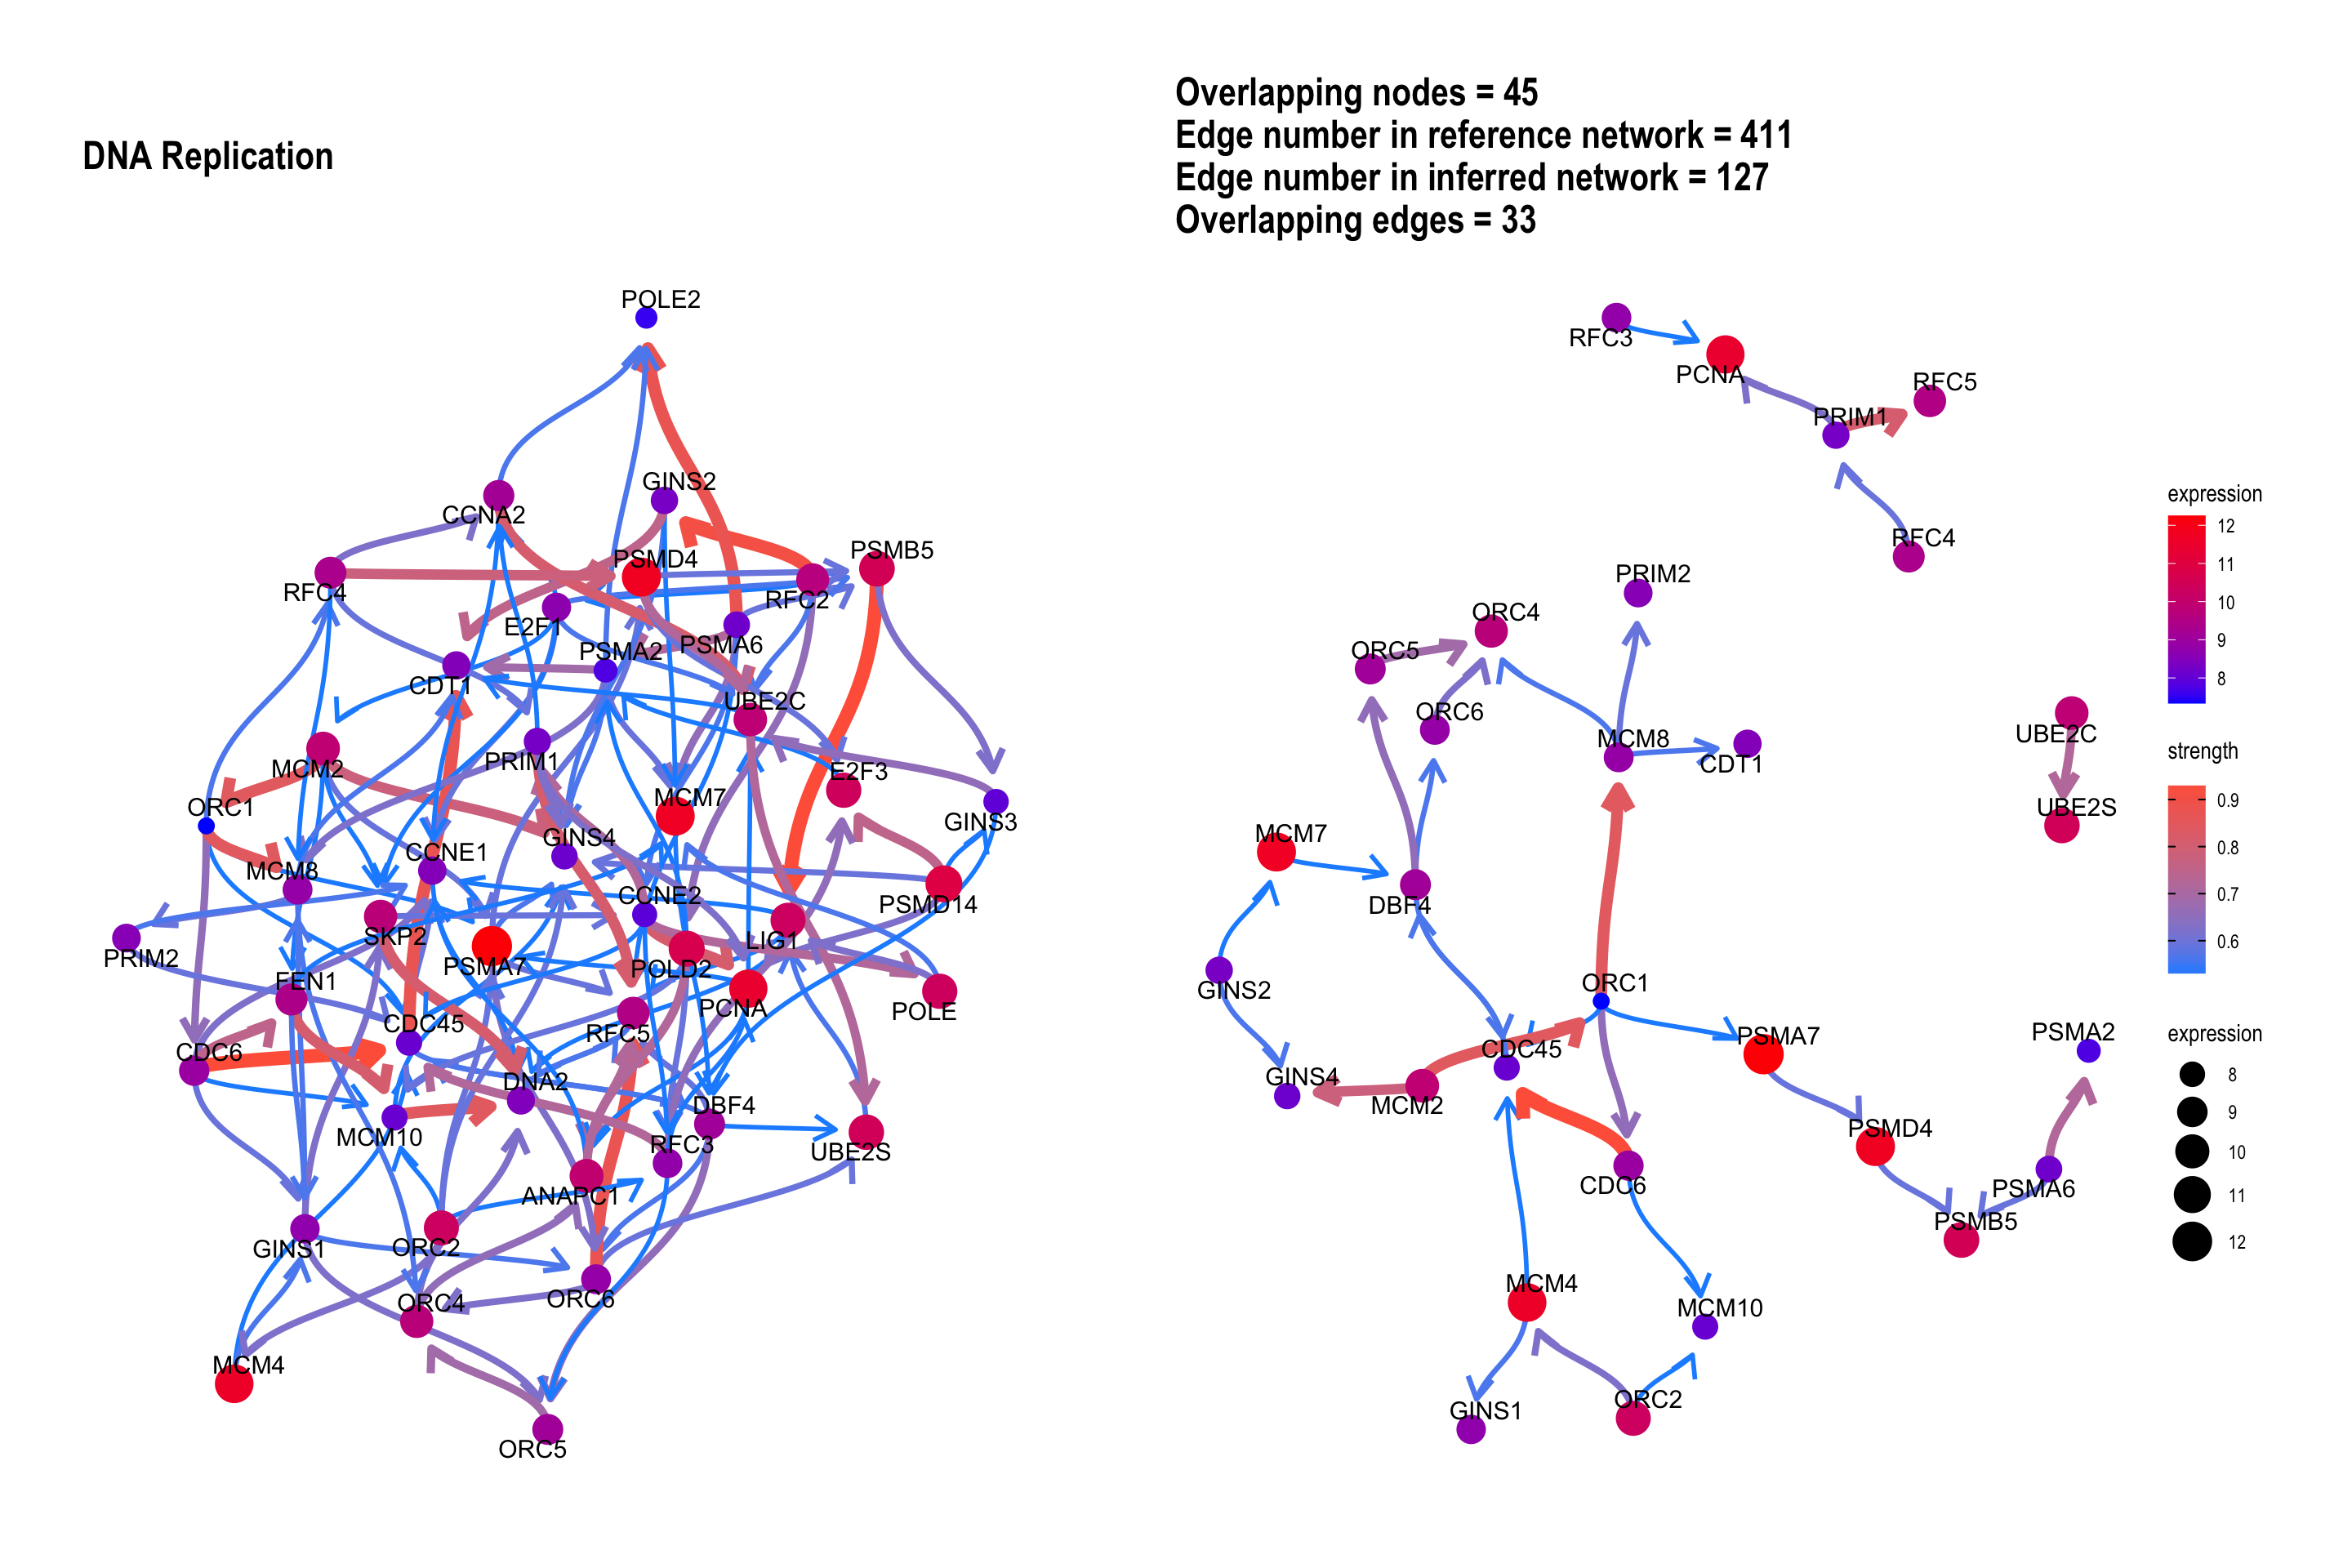 DNA Replication
Overlapping nodes = 45
Edge number in reference network = 411
Edge number in inferred network = 127
Overlapping edges = 33
POLE2
GINS2
CCNA2
PSMD4
PSMB5
RFC4
RFC2
E2F1
PSMA2
PSMA6
CDT1
UBE2C
PRIM1
MCM2
E2F3
MCM7
ORC1
GINS3
GINS4
CCNE1
MCM8
CCNE2
PSMD14
SKP2
LIG1
PRIM2
PSMA7
POLD2
FEN1
PCNA
POLE
CDC45
RFC5
CDC6
DNA2
DBF4
MCM10
RFC3
UBE2S
ANAPC1
GINS1
ORC2
ORC6
ORC4
MCM4
ORC5
RFC3
PCNA
RFC5
PRIM1
RFC4
PRIM2
ORC4
ORC5
ORC6
MCM8
CDT1
UBE2C
UBE2S
MCM7
DBF4
GINS2
ORC1
PSMA7
PSMA2
CDC45
GINS4
MCM2
PSMD4
CDC6
PSMA6
PSMB5
MCM4
MCM10
ORC2
GINS1
expression
12
11
10
9
8
strength
0.9
0.8
0.7
0.6
expression
8
9
10
11
12